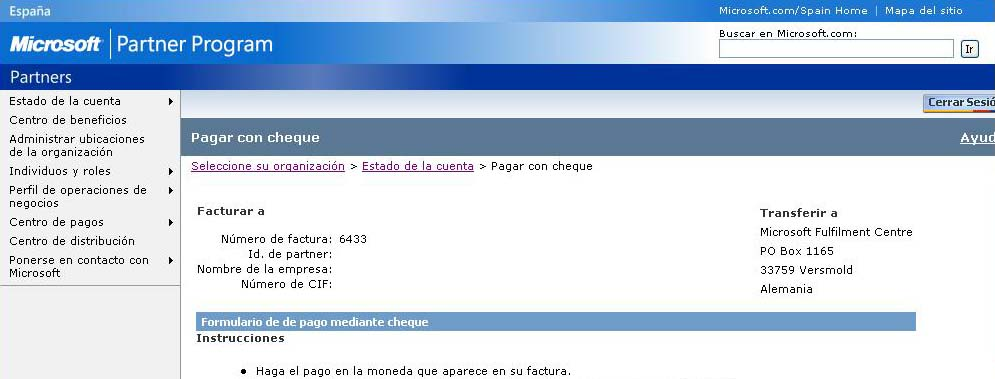 España
Microsoft.com/Spain Home | Mapa del sitio
Microsoft | Partner Program
Buscar en Microsoft.com:
Ir
Partners
Estado de la cuenta
Centro de beneficios
Administrar ubicaciones
de la organización
Individuos y roles
Perfil de operaciones de
negocios
Centro de pagos
Centro de distribución
Ponerse en contacto con
Microsoft
Cerrar Sesió
Pagar con cheque
Ayud
Seleccione su organización > Estado de la cuenta > Pagar con cheque
Facturar a
Número de factura: 6433
Id. de partner:
Nombre de la empresa:
Número de CIF:
Transferir a
Microsoft Fulfilment Centre
PO Box 1165
33759 Versmold
Alemania
Formulario de de pago mediante cheque
Instrucciones
• Haga el pago en la moneda que aparece en su factura.